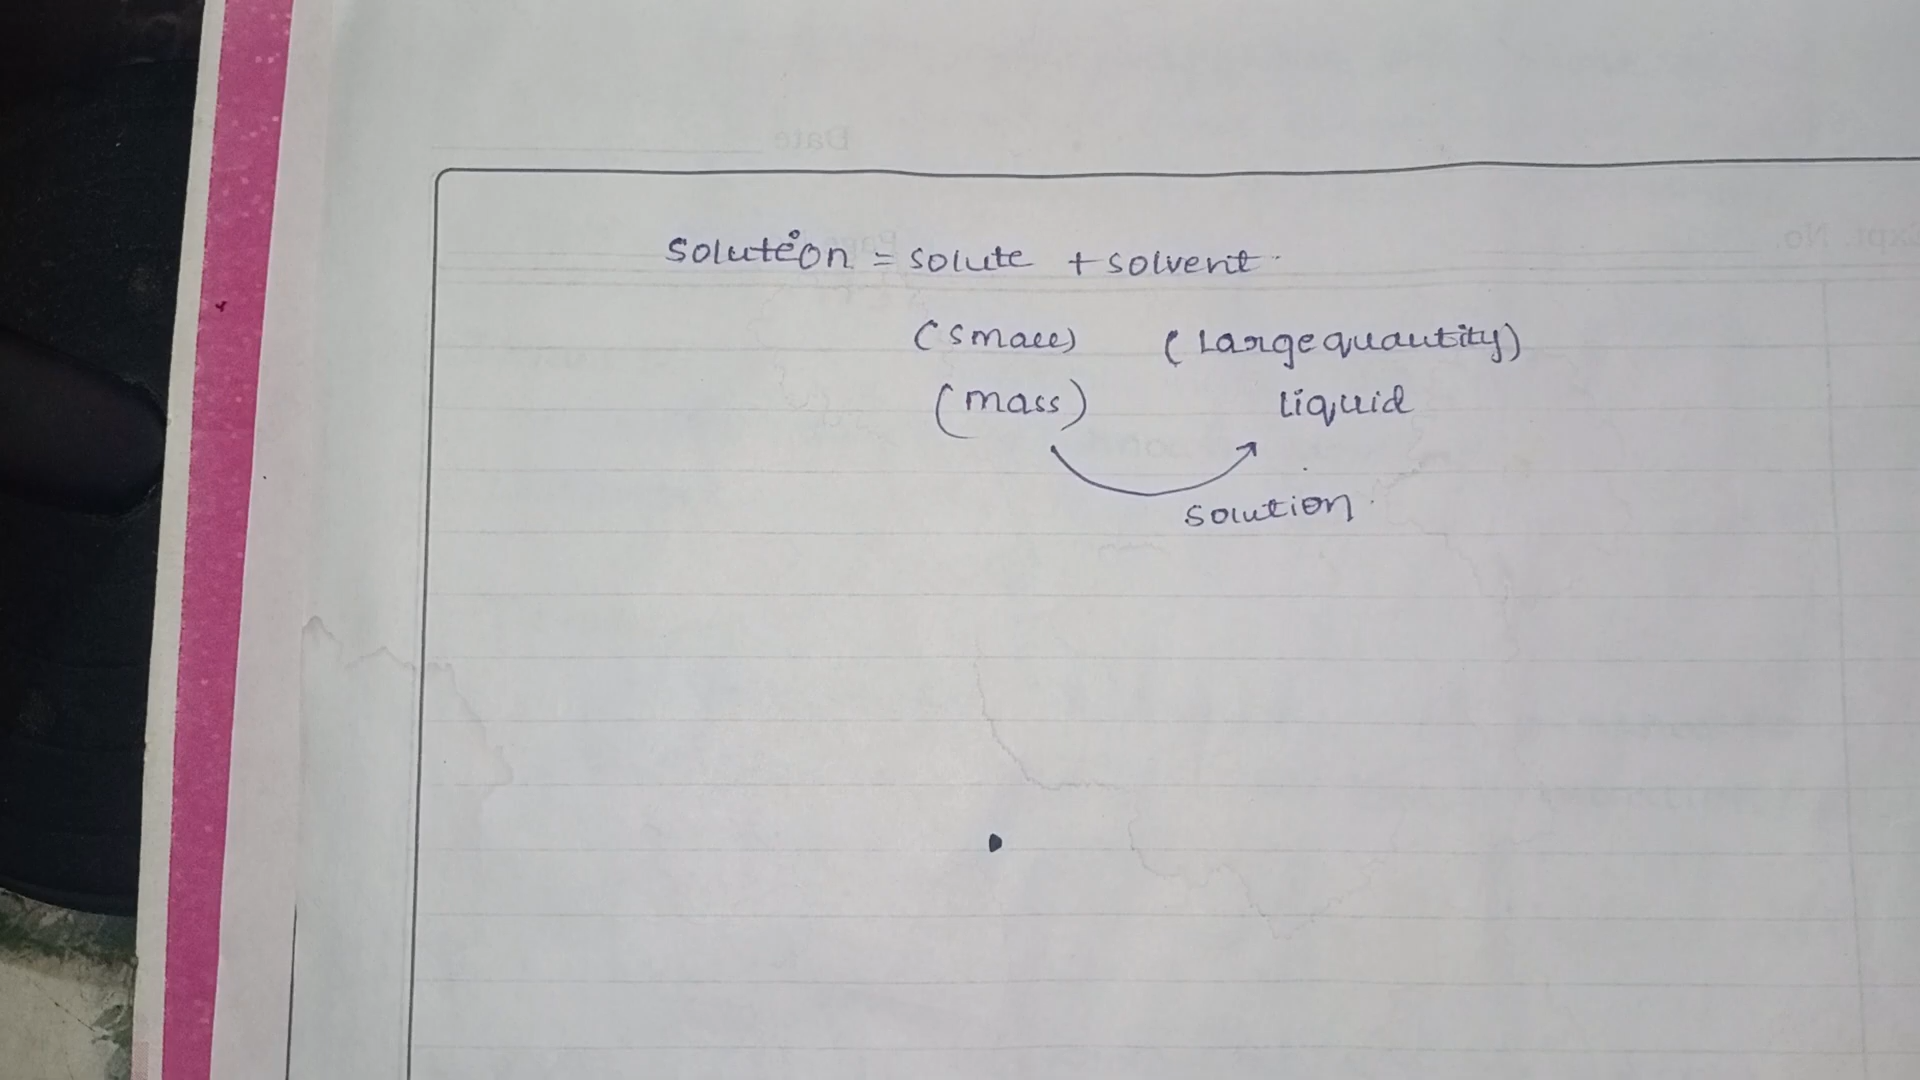 solution = solute + solvent.
(small) (Large quantity)
(mass) liquid
solution.